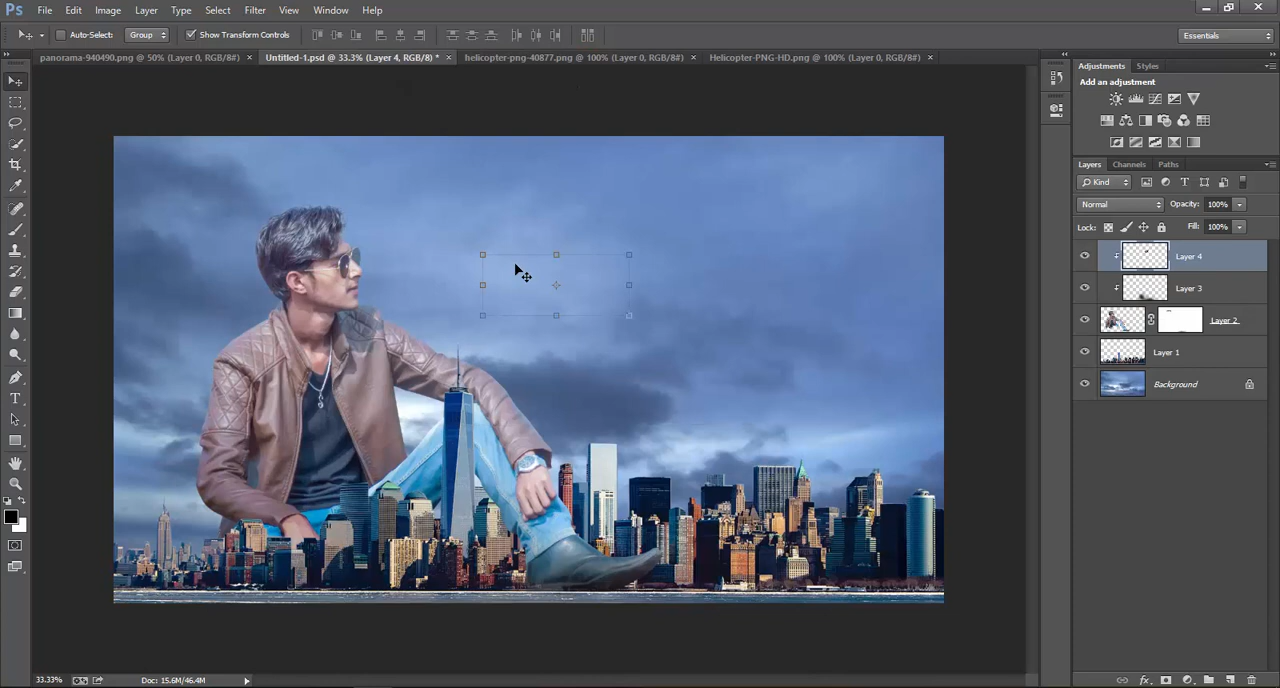 Ps File Edit Image Layer Type Select Filter View Window Help
Auto-Select: Group Show Transform Controls Essentials
panorama-940490.png @ 50% (Layer 0, RGB/8#) × Untitled-1.psd @ 33.3% (Layer 4, RGB/8) * × helicopter-png-40877.png @ 100% (Layer 0, RGB/8#) × Helicopter-PNG-HD.png @ 100% (Layer 0, RGB/8#) ×
Adjustments Styles
Add an adjustment
Layers Channels Paths
Kind
Normal Opacity: 100%
Lock: Fill: 100%
Layer 4
Layer 3
Layer 2
Layer 1
Background
33.33% Doc: 15.6M/46.4M